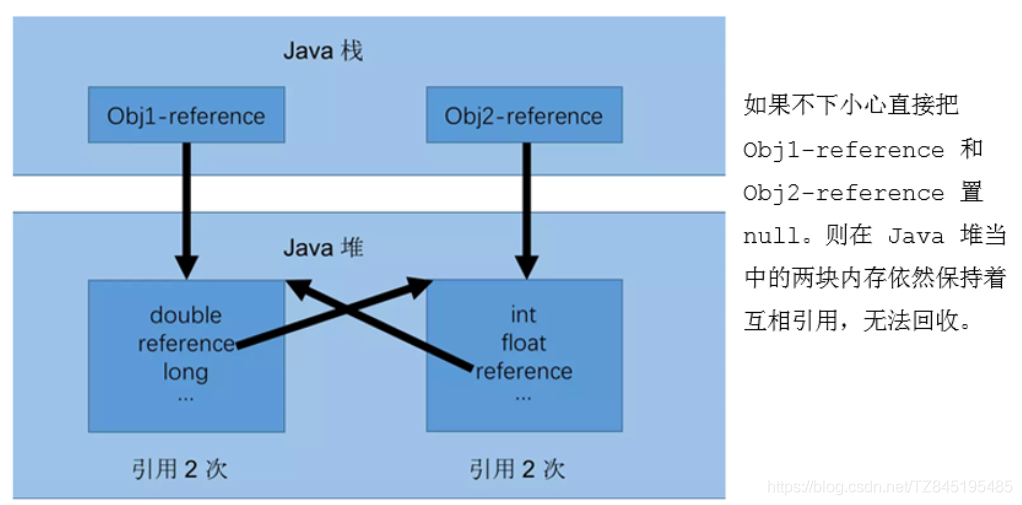 Java 栈
Obj1-reference
Obj2-reference
Java 堆
double
reference
long
...
int
float
reference
...
引用 2 次
引用 2 次
如果不下小心直接把
Obj1-reference 和
Obj2-reference 置
null。则在 Java 堆当
中的两块内存依然保持着
互相引用，无法回收。
https://blog.csdn.net/TZ845195485